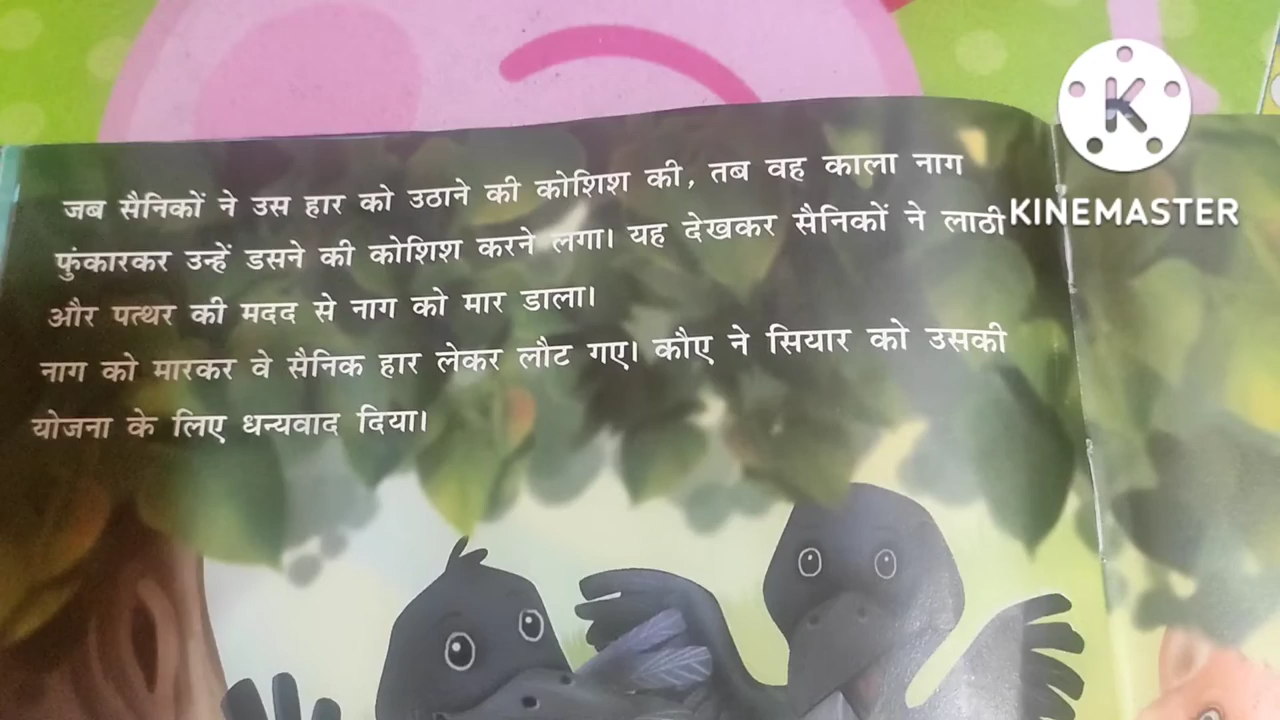 जब सैनिकों ने उस हार को उठाने की कोशिश की, तब वह काला नाग
फुंकारकर उन्हें डसने की कोशिश करने लगा। यह देखकर सैनिकों ने लाठी
और पत्थर की मदद से नाग को मार डाला।
नाग को मारकर वे सैनिक हार लेकर लौट गए। कौए ने सियार को उसकी
योजना के लिए धन्यवाद दिया।
K
KINEMASTER